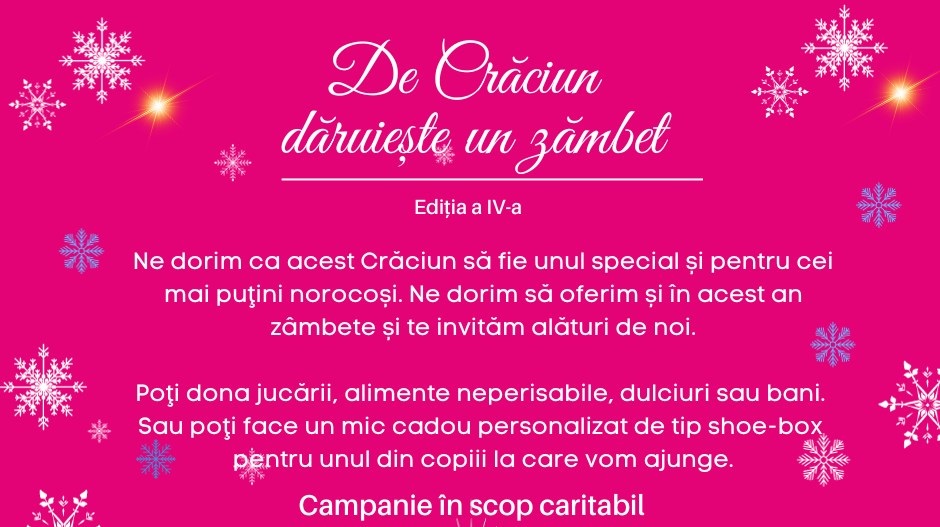 De Crăciun
dăruiește un zămbet
Ediția a IV-a
Ne dorim ca acest Crăciun să fie unul special și pentru cei
mai puţini norocoși. Ne dorim să oferim și în acest an
zâmbete și te invităm alături de noi.
Poţi dona jucării, alimente neperisabile, dulciuri sau bani.
Sau poţi face un mic cadou personalizat de tip shoe-box
pentru unul din copiii la care vom ajunge.
Campanie în scop caritabil